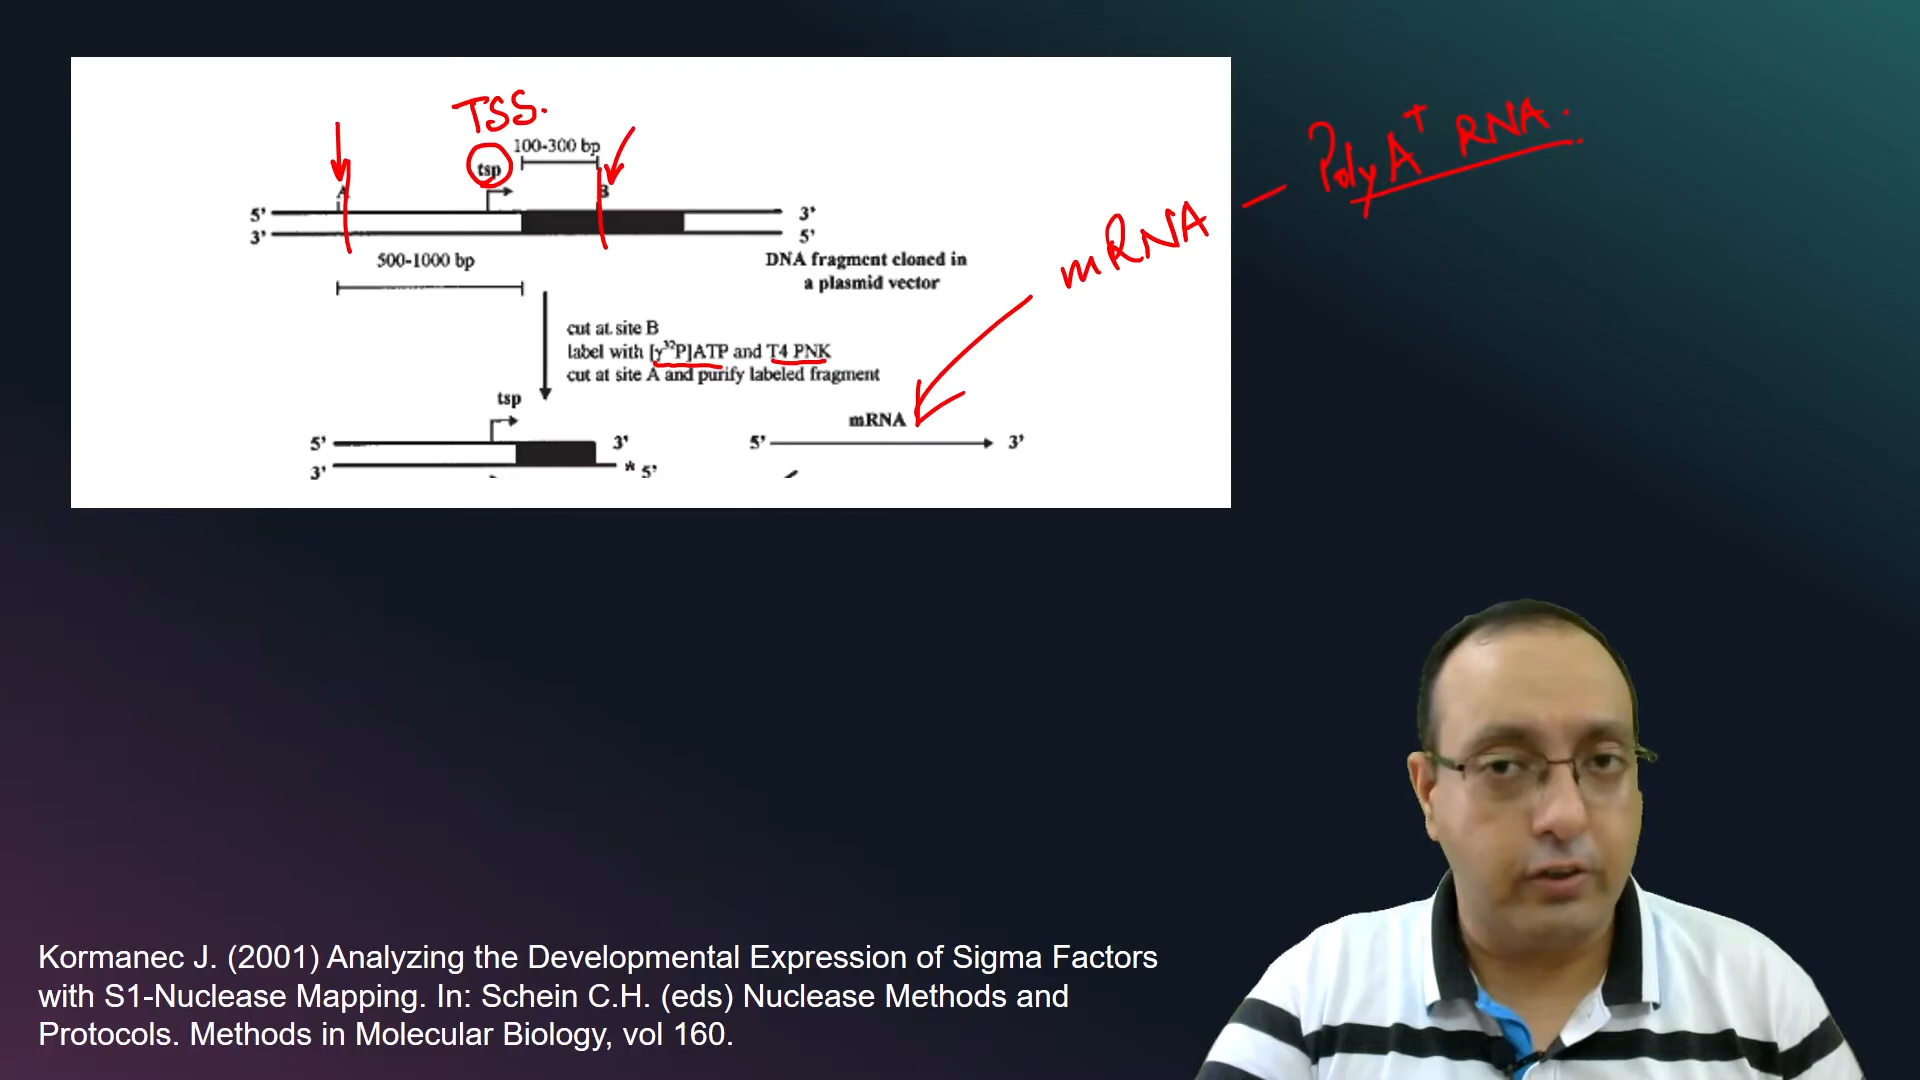 TSS.
PolyA⁺ RNA.
mRNA
100-300 bp
tsp
A
B
5' 3'
3' 5'
500-1000 bp
DNA fragment cloned in
a plasmid vector
cut at site B
label with [γ³²P]ATP and T4 PNK
cut at site A and purify labeled fragment
tsp
mRNA
5' 3'
3' * 5'
5' 3'
Kormanec J. (2001) Analyzing the Developmental Expression of Sigma Factors
with S1-Nuclease Mapping. In: Schein C.H. (eds) Nuclease Methods and
Protocols. Methods in Molecular Biology, vol 160.